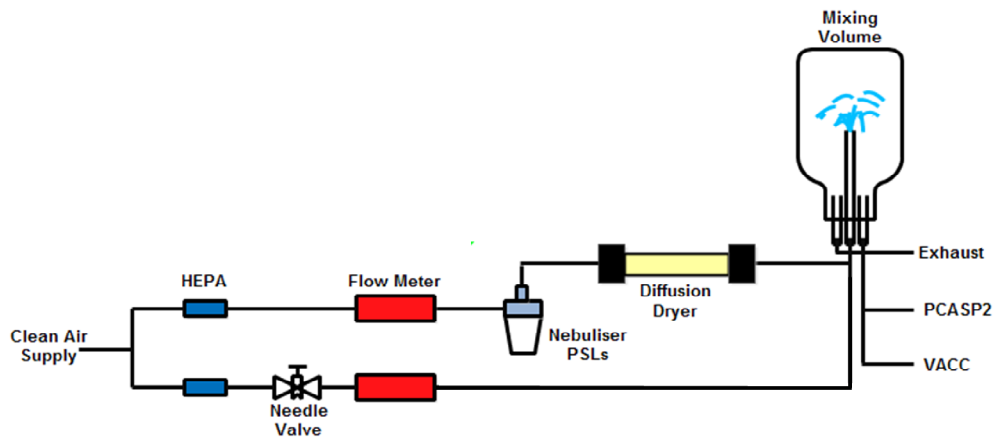 Mixing
Volume
Exhaust
HEPA
Flow Meter
Diffusion
Dryer
PCASP2
Nebuliser
PSLs
Clean Air
Supply
VACC
Needle
Valve